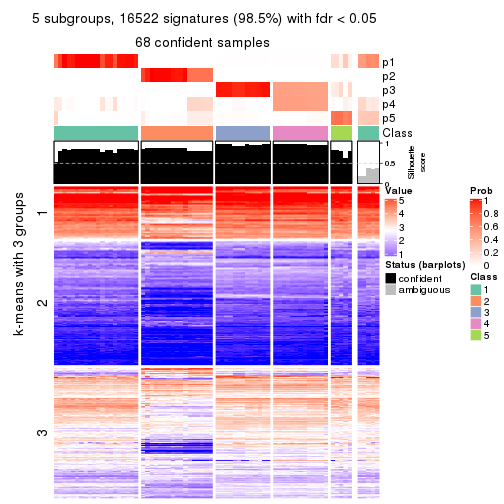 5 subgroups, 16522 signatures (98.5%) with fdr < 0.05
68 confident samples
p1
p2
p3
p4
p5
Class
1
0.5
0
Silhouette
score
k-means with 3 groups
1
2
3
Value
5
4
3
2
1
Status (barplots)
confident
ambiguous
Prob
1
0.8
0.6
0.4
0.2
0
Class
1
2
3
4
5